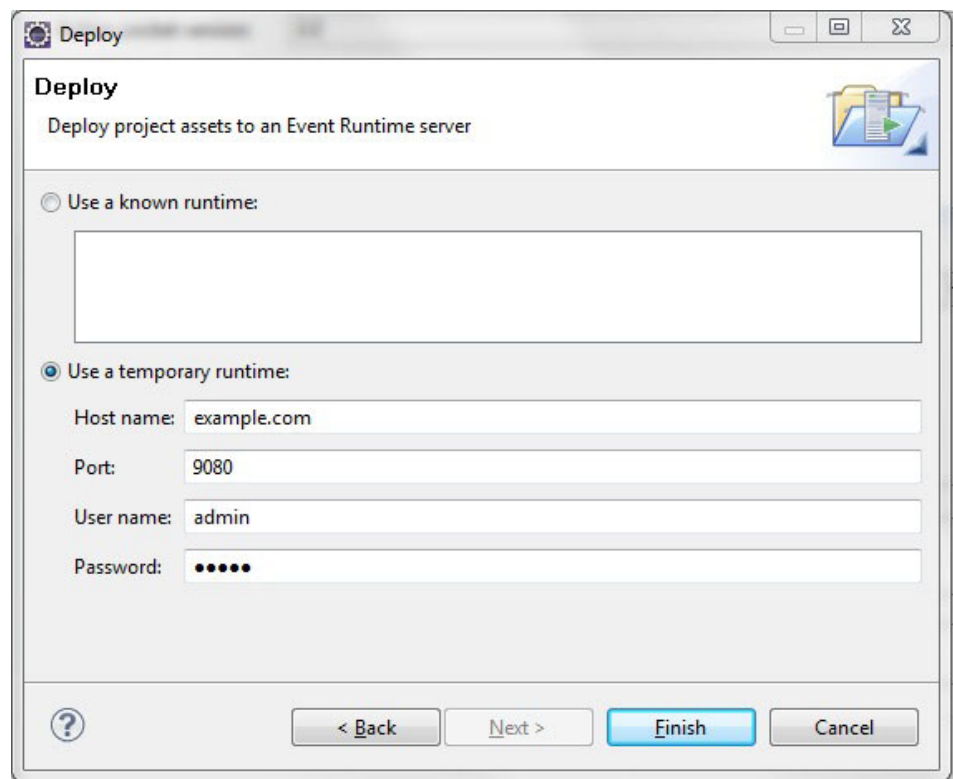 Deploy
Deploy
Deploy project assets to an Event Runtime server
Use a known runtime:
Use a temporary runtime:
Host name: example.com
Port: 9080
User name: admin
Password: ●●●●●
? < Back Next > Finish Cancel